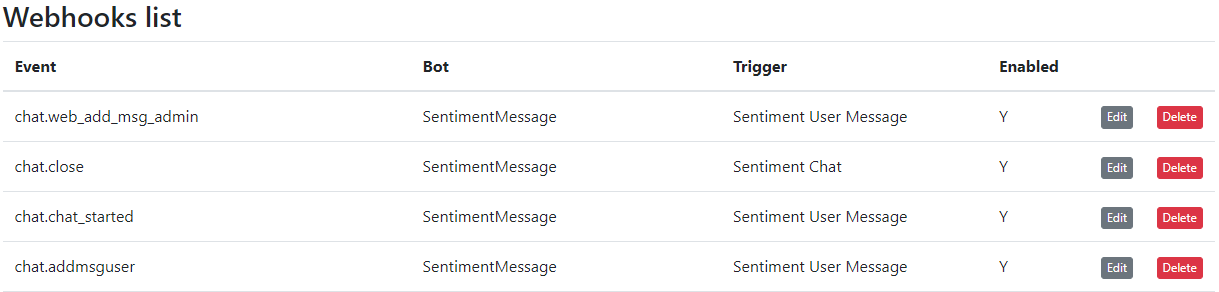 Webhooks list
Event Bot Trigger Enabled
chat.web_add_msg_admin SentimentMessage Sentiment User Message Y Edit Delete
chat.close SentimentMessage Sentiment Chat Y Edit Delete
chat.chat_started SentimentMessage Sentiment User Message Y Edit Delete
chat.addmsguser SentimentMessage Sentiment User Message Y Edit Delete